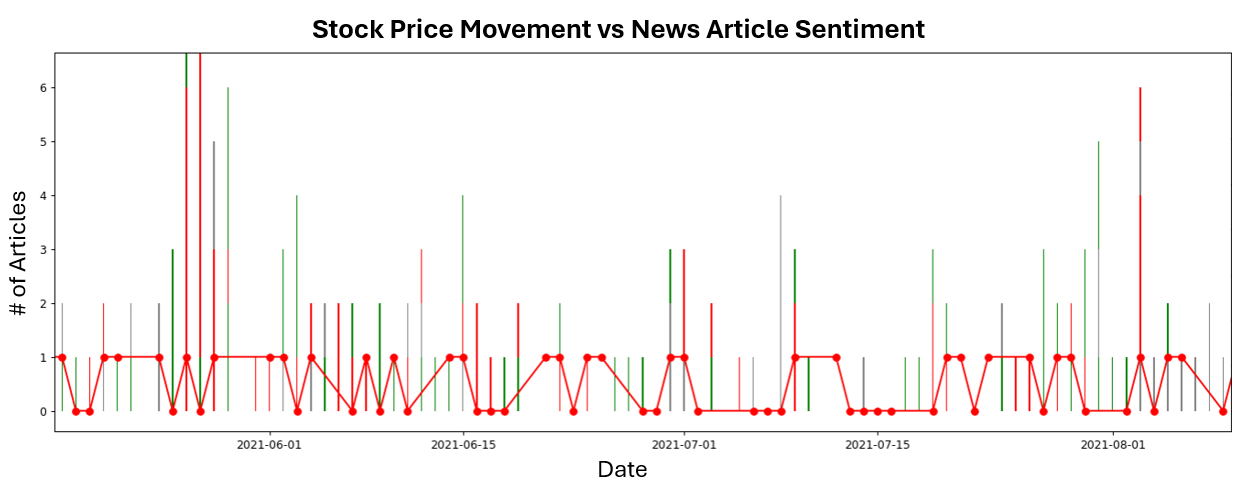 Stock Price Movement vs News Article Sentiment
# of Articles
6
5
4
3
2
1
0
2021-06-01 2021-06-15 2021-07-01 2021-07-15 2021-08-01
Date